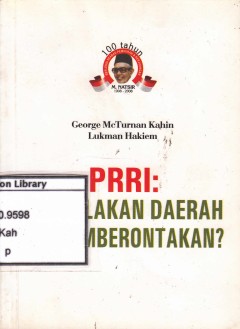 100 tahun
M. NATSIR
1908-2008
George McTurnan Kahin
Lukman Hakiem
PRRI:
LAKAN DAERAH
MBERONTAKAN?
on Library
0.9598
Kah
p